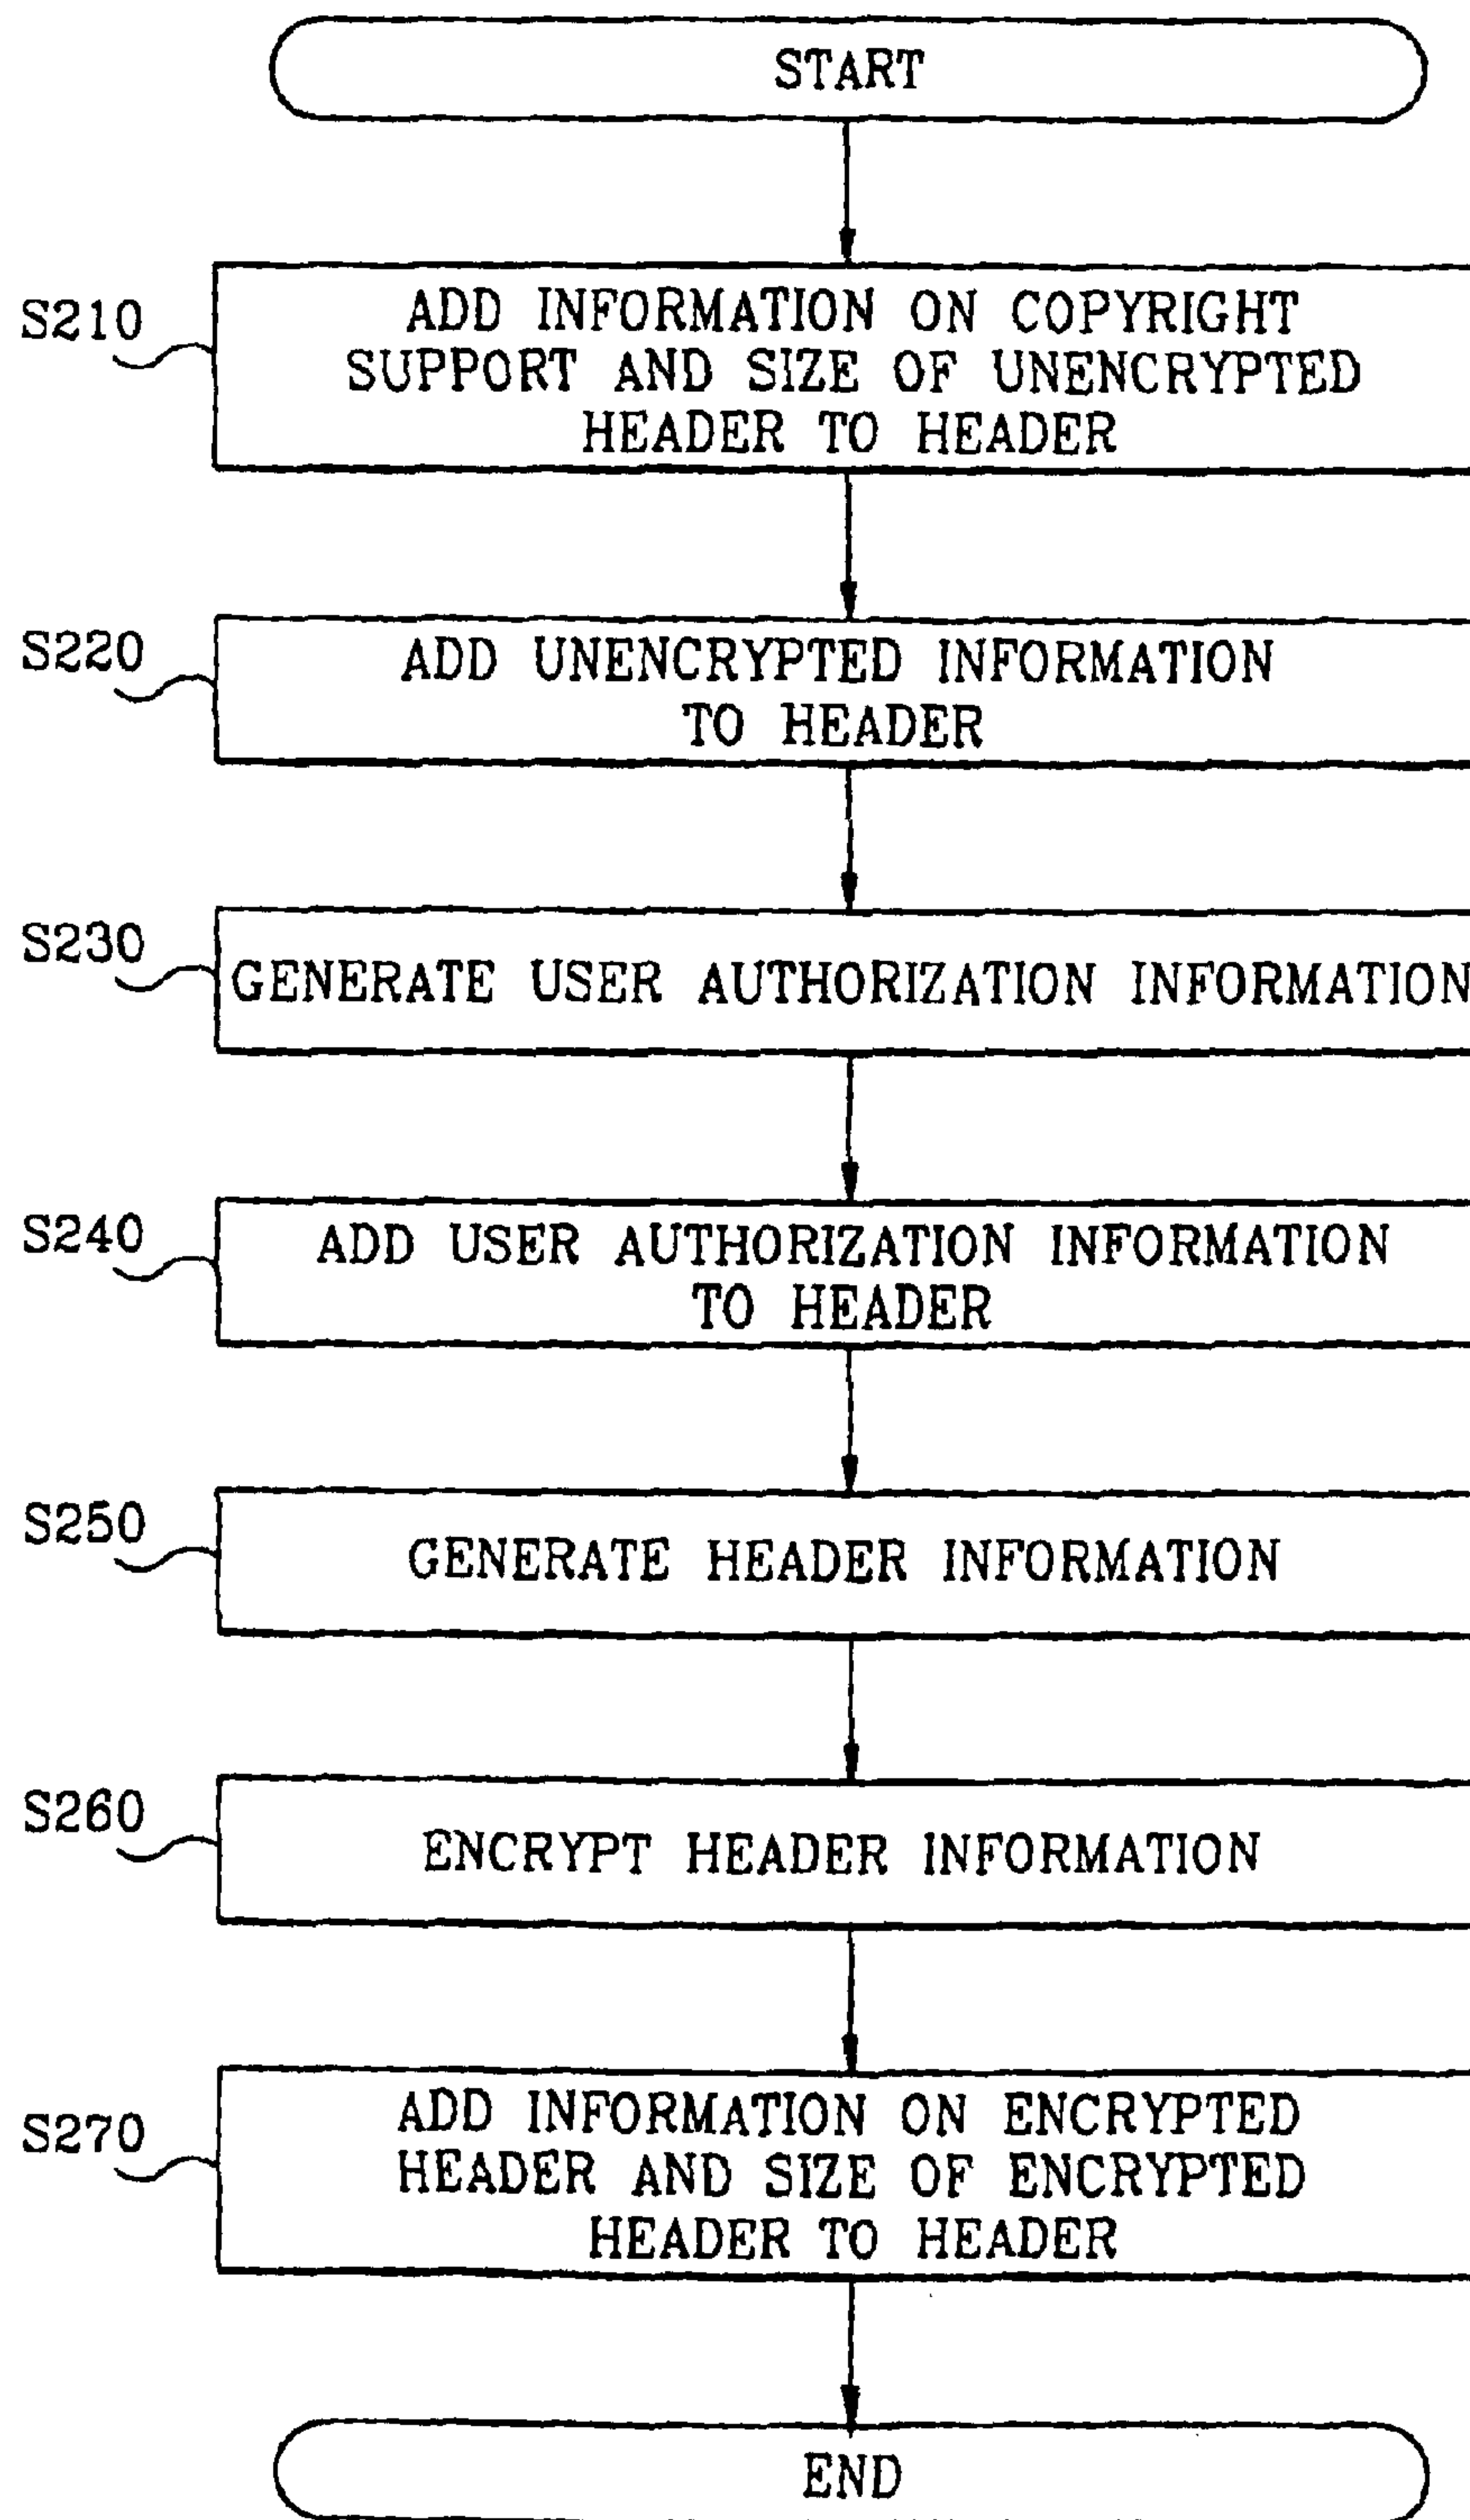 START
S210
ADD INFORMATION ON COPYRIGHT
SUPPORT AND SIZE OF UNENCRYPTED
HEADER TO HEADER
S220
ADD UNENCRYPTED INFORMATION
TO HEADER
S230
GENERATE USER AUTHORIZATION INFORMATION
S240
ADD USER AUTHORIZATION INFORMATION
TO HEADER
S250
GENERATE HEADER INFORMATION
S260
ENCRYPT HEADER INFORMATION
S270
ADD INFORMATION ON ENCRYPTED
HEADER AND SIZE OF ENCRYPTED
HEADER TO HEADER
END